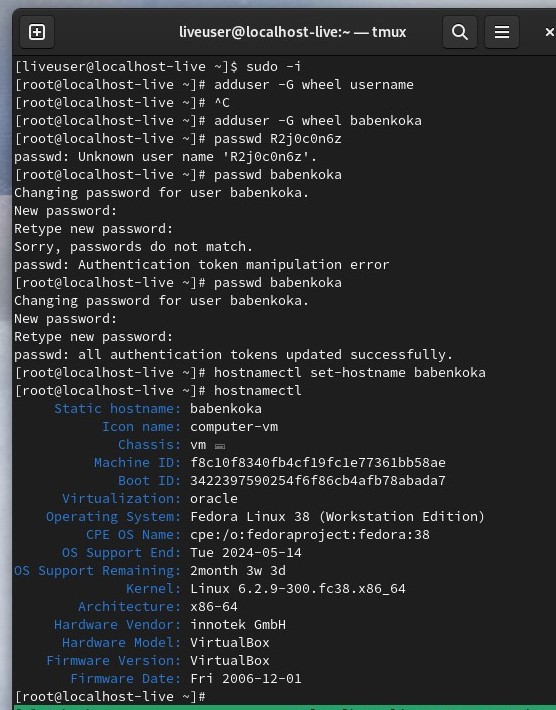 liveuser@localhost-live:~ — tmux
[liveuser@localhost-live ~]$ sudo -i
[root@localhost-live ~]# adduser -G wheel username
[root@localhost-live ~]# ^C
[root@localhost-live ~]# adduser -G wheel babenkoka
[root@localhost-live ~]# passwd R2j0c0n6z
passwd: Unknown user name 'R2j0c0n6z'.
[root@localhost-live ~]# passwd babenkoka
Changing password for user babenkoka.
New password:
Retype new password:
Sorry, passwords do not match.
passwd: Authentication token manipulation error
[root@localhost-live ~]# passwd babenkoka
Changing password for user babenkoka.
New password:
Retype new password:
passwd: all authentication tokens updated successfully.
[root@localhost-live ~]# hostnamectl set-hostname babenkoka
[root@localhost-live ~]# hostnamectl
Static hostname: babenkoka
Icon name: computer-vm
Chassis: vm
Machine ID: f8c10f8340fb4cf19fc1e77361bb58ae
Boot ID: 3422397590254f6f86cb4afb78abada7
Virtualization: oracle
Operating System: Fedora Linux 38 (Workstation Edition)
CPE OS Name: cpe:/o:fedoraproject:fedora:38
OS Support End: Tue 2024-05-14
OS Support Remaining: 2month 3w 3d
Kernel: Linux 6.2.9-300.fc38.x86_64
Architecture: x86-64
Hardware Vendor: innotek GmbH
Hardware Model: VirtualBox
Firmware Version: VirtualBox
Firmware Date: Fri 2006-12-01
[root@localhost-live ~]#